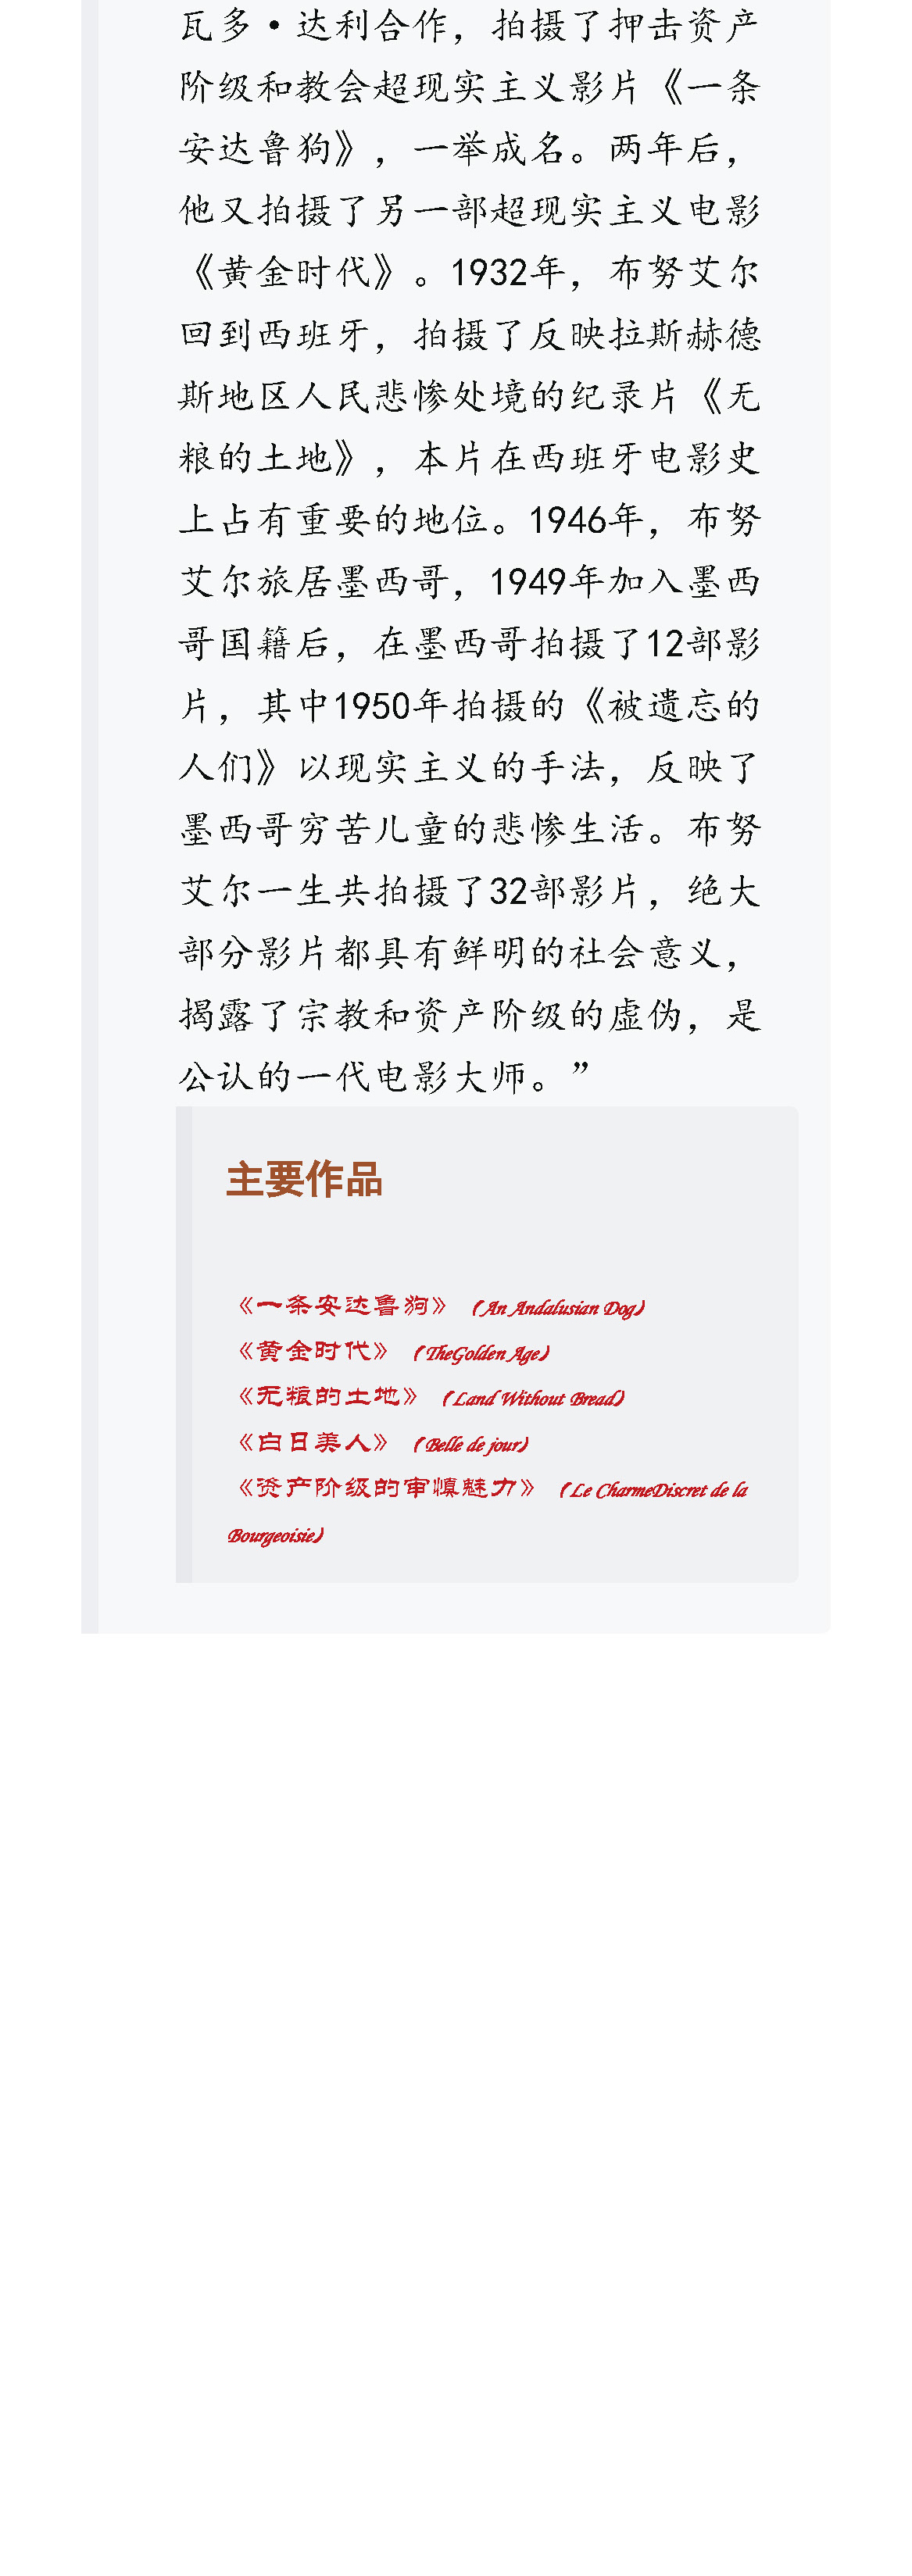 瓦多·达利合作，拍摄了押击资产
阶级和教会超现实主义影片《一条
安达鲁狗》，一举成名。两年后，
他又拍摄了另一部超现实主义电影
《黄金时代》。1932年，布努艾尔
回到西班牙，拍摄了反映拉斯赫德
斯地区人民悲惨处境的纪录片《无
粮的土地》，本片在西班牙电影史
上占有重要的地位。1946年，布努
艾尔旅居墨西哥，1949年加入墨西
哥国籍后，在墨西哥拍摄了12部影
片，其中1950年拍摄的《被遗忘的
人们》以现实主义的手法，反映了
墨西哥穷苦儿童的悲惨生活。布努
艾尔一生共拍摄了32部影片，绝大
部分影片都具有鲜明的社会意义，
揭露了宗教和资产阶级的虚伪，是
公认的一代电影大师。”
主要作品
《一条安达鲁狗》（An Andalusian Dog）
《黄金时代》（TheGolden Age）
《无粮的土地》（Land Without Bread）
《白日美人》（Belle de jour）
《资产阶级的审慎魅力》（Le CharmeDiscret de la
Bourgeoisie）